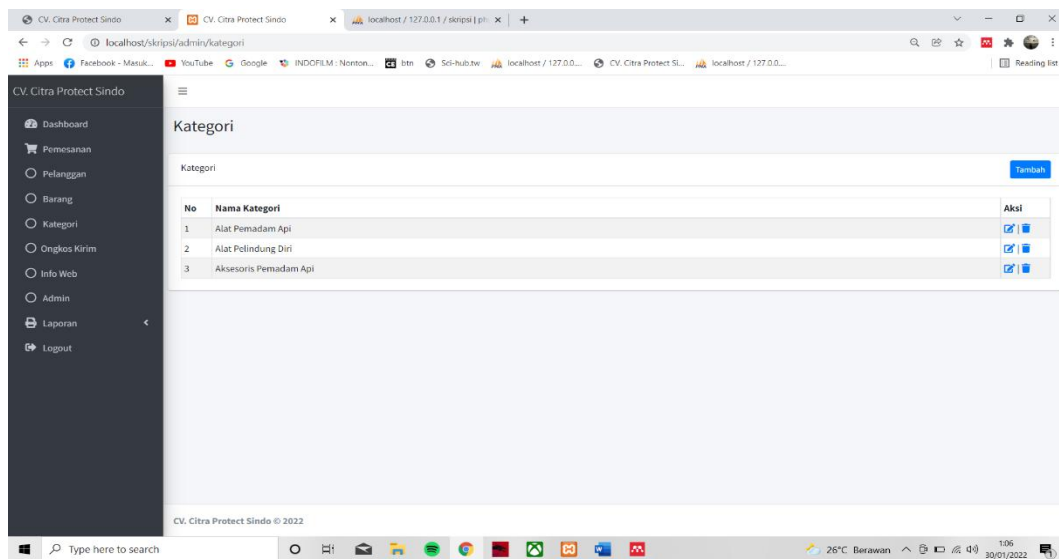 CV. Citra Protect Sindo
CV. Citra Protect Sindo
localhost / 127.0.0.1 / skripsi | ph
localhost/skripsi/admin/kategori
Apps
Facebook - Masuk...
YouTube
Google
INDOFILM : Nonton...
btn
Sci-hub.tw
localhost / 127.0.0...
CV. Citra Protect Si...
localhost / 127.0.0...
Reading list
CV. Citra Protect Sindo
Dashboard
Pemesanan
Pelanggan
Barang
Kategori
Ongkos Kirim
Info Web
Admin
Laporan
Logout
Kategori
Kategori
Tambah
No Nama Kategori Aksi
1 Alat Pemadam Api |
2 Alat Pelindung Diri |
3 Aksesoris Pemadam Api |
CV. Citra Protect Sindo © 2022
Type here to search
26°C Berawan
1:06
30/01/2022